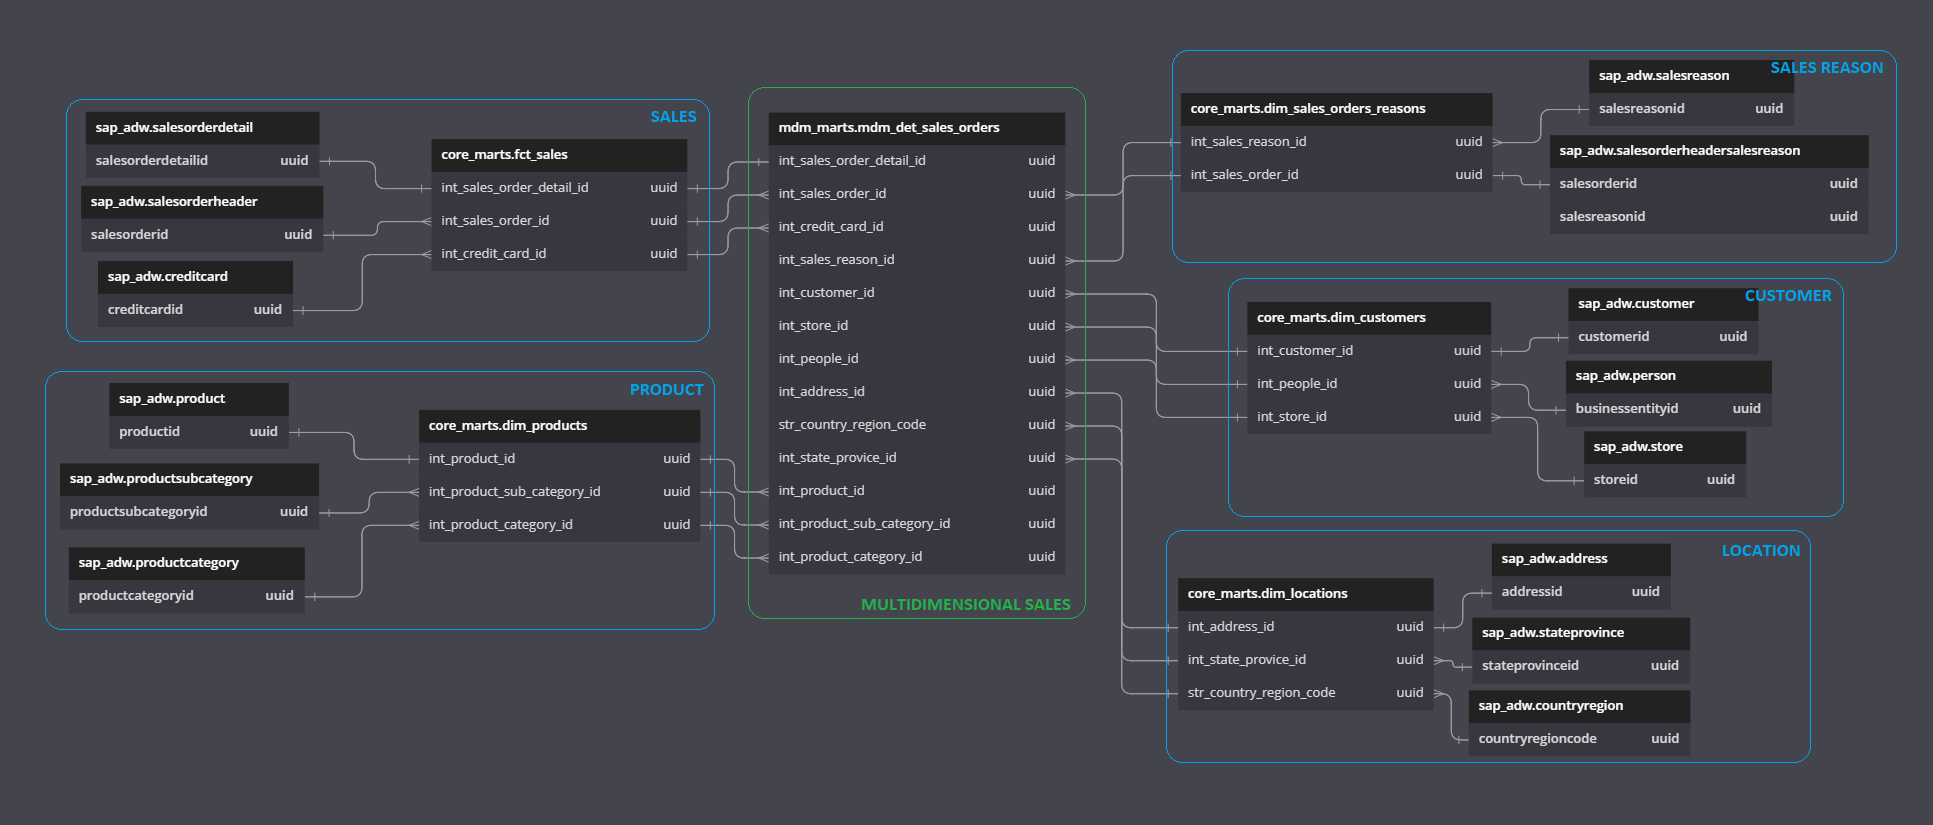 SALES
sap_adw.salesorderdetail
salesorderdetailid uuid
sap_adw.salesorderheader
salesorderid uuid
sap_adw.creditcard
creditcardid uuid
core_marts.fct_sales
int_sales_order_detail_id uuid
int_sales_order_id uuid
int_credit_card_id uuid
PRODUCT
sap_adw.product
productid uuid
sap_adw.productsubcategory
productsubcategoryid uuid
sap_adw.productcategory
productcategoryid uuid
core_marts.dim_products
int_product_id uuid
int_product_sub_category_id uuid
int_product_category_id uuid
mdm_marts.mdm_det_sales_orders
int_sales_order_detail_id uuid
int_sales_order_id uuid
int_credit_card_id uuid
int_sales_reason_id uuid
int_customer_id uuid
int_store_id uuid
int_people_id uuid
int_address_id uuid
str_country_region_code uuid
int_state_provice_id uuid
int_product_id uuid
int_product_sub_category_id uuid
int_product_category_id uuid
MULTIDIMENSIONAL SALES
SALES REASON
core_marts.dim_sales_orders_reasons
int_sales_reason_id uuid
int_sales_order_id uuid
sap_adw.salesreason
salesreasonid uuid
sap_adw.salesorderheadersalesreason
salesorderid uuid
salesreasonid uuid
CUSTOMER
core_marts.dim_customers
int_customer_id uuid
int_people_id uuid
int_store_id uuid
sap_adw.customer
customerid uuid
sap_adw.person
businessentityid uuid
sap_adw.store
storeid uuid
LOCATION
core_marts.dim_locations
int_address_id uuid
int_state_provice_id uuid
str_country_region_code uuid
sap_adw.address
addressid uuid
sap_adw.stateprovince
stateprovinceid uuid
sap_adw.countryregion
countryregioncode uuid